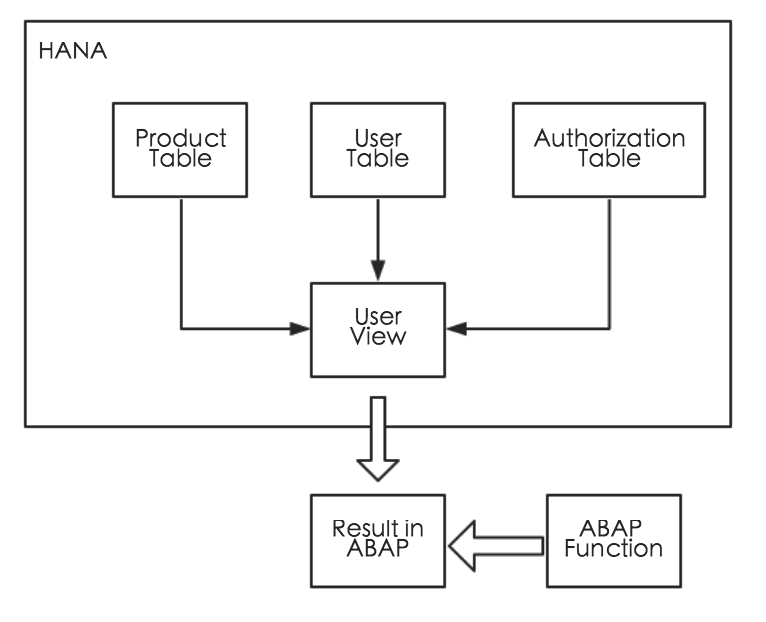 HANA
Product
Table
User
Table
Authorization
Table
User
View
Result in
ABAP
ABAP
Function